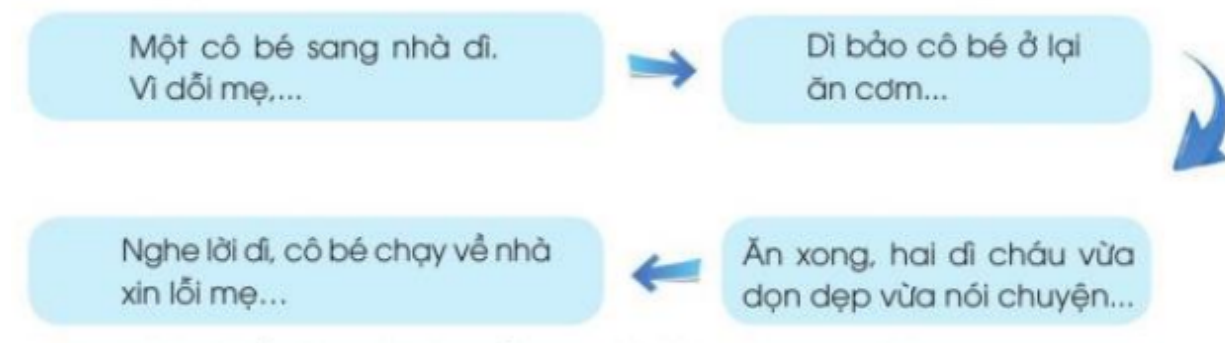 Một cô bé sang nhà dì.
Vì dỗi mẹ,...
Dì bảo cô bé ở lại
ăn cơm...
Ăn xong, hai dì cháu vừa
dọn dẹp vừa nói chuyện...
Nghe lời dì, cô bé chạy về nhà
xin lỗi mẹ...